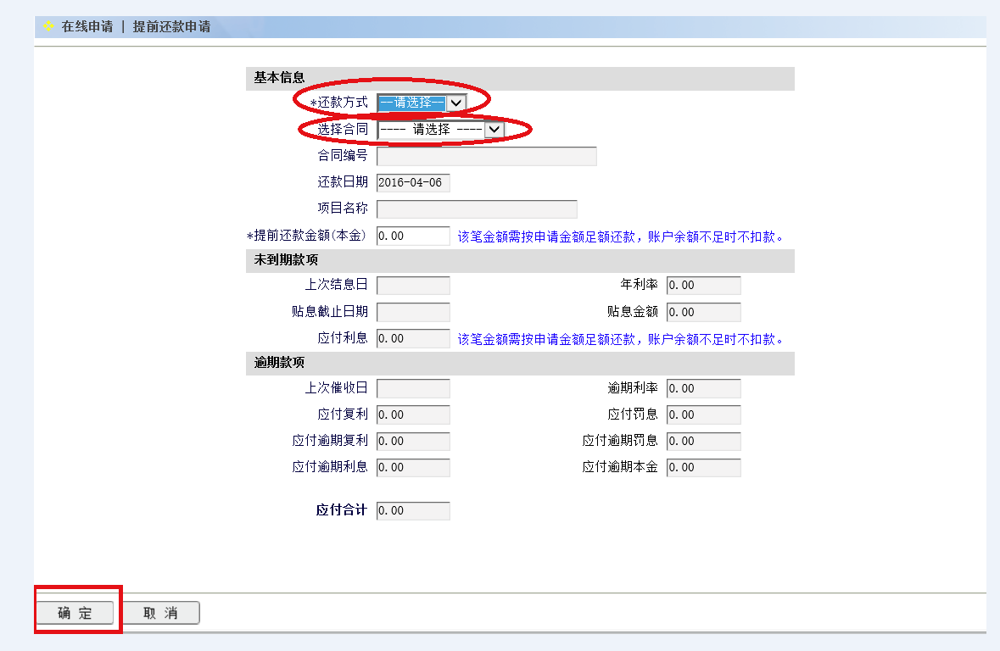 在线申请 | 提前还款申请
基本信息
*还款方式 --请选择--
选择合同 ---- 请选择 ----
合同编号
还款日期 2016-04-06
项目名称
*提前还款金额(本金) 0.00 该笔金额需按申请金额足额还款，账户余额不足时不扣款。
未到期款项
上次结息日 年利率 0.00
贴息截止日期 贴息金额 0.00
应付利息 0.00 该笔金额需按申请金额足额还款，账户余额不足时不扣款。
逾期款项
上次催收日 逾期利率 0.00
应付复利 0.00 应付罚息 0.00
应付逾期复利 0.00 应付逾期罚息 0.00
应付逾期利息 0.00 应付逾期本金 0.00
应付合计 0.00
确 定 取 消